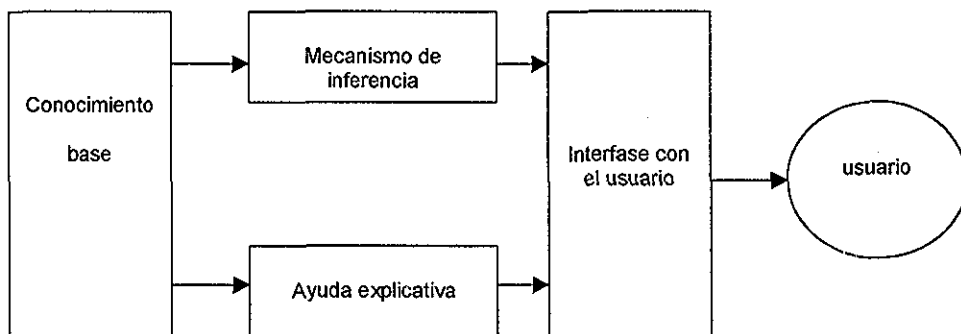 Conocimiento
base
Mecanismo de
inferencia
Ayuda explicativa
Interfase con
el usuario
usuario